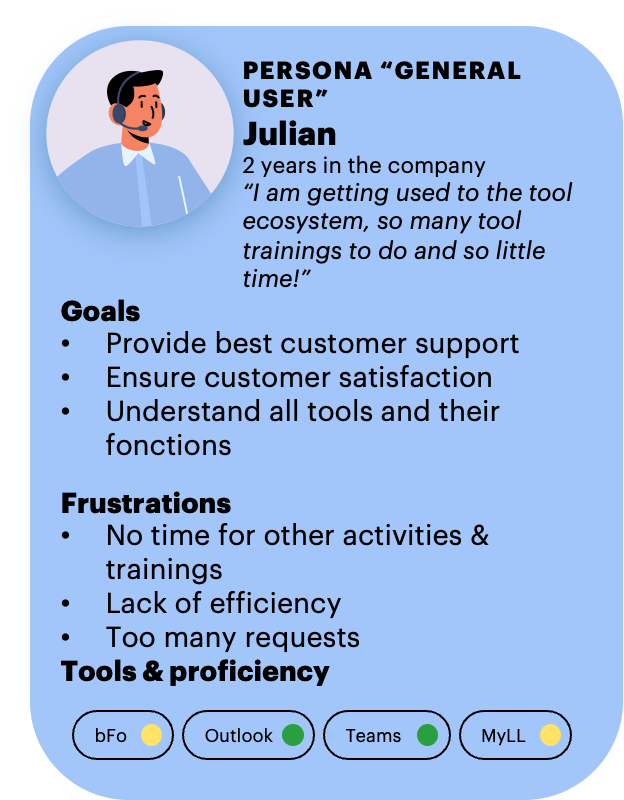 PERSONA “GENERAL
USER”
Julian
2 years in the company
“I am getting used to the tool
ecosystem, so many tool
trainings to do and so little
time!”
Goals
• Provide best customer support
• Ensure customer satisfaction
• Understand all tools and their
fonctions
Frustrations
• No time for other activities &
trainings
• Lack of efficiency
• Too many requests
Tools & proficiency
bFo Outlook Teams MyLL